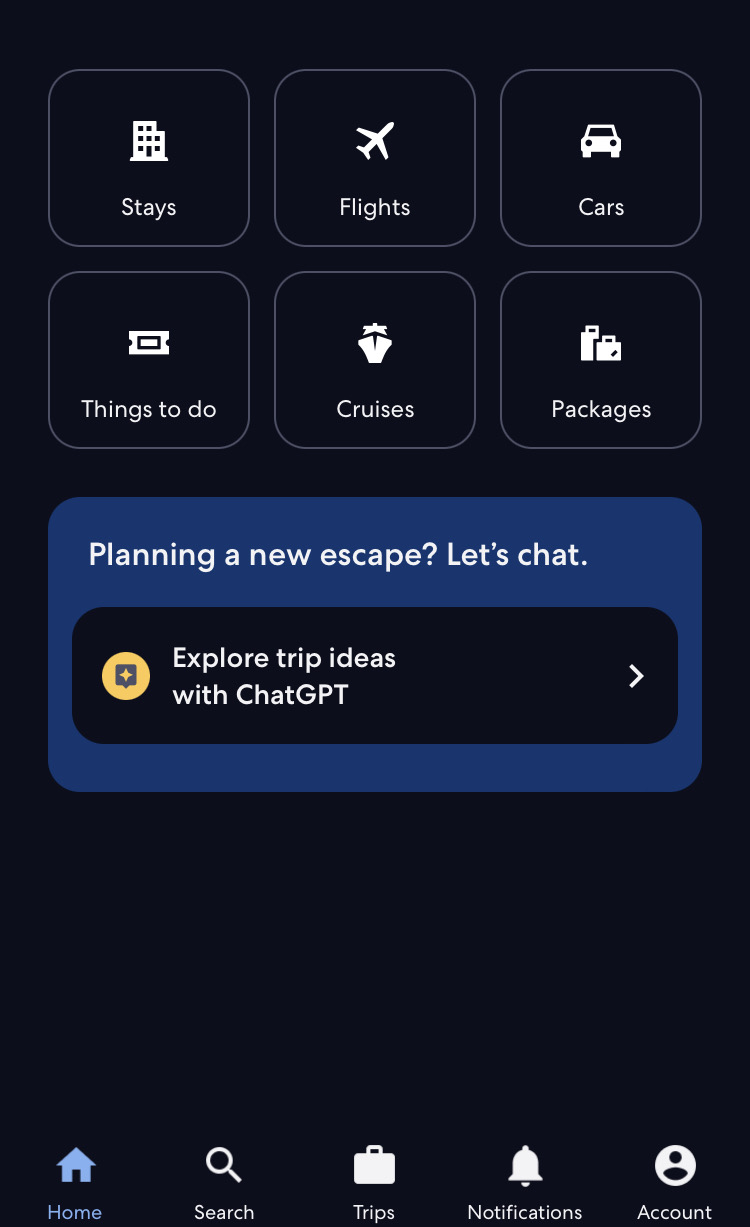 Stays
Flights
Cars
Things to do
Cruises
Packages
Planning a new escape? Let’s chat.
Explore trip ideas
with ChatGPT
Home
Search
Trips
Notifications
Account